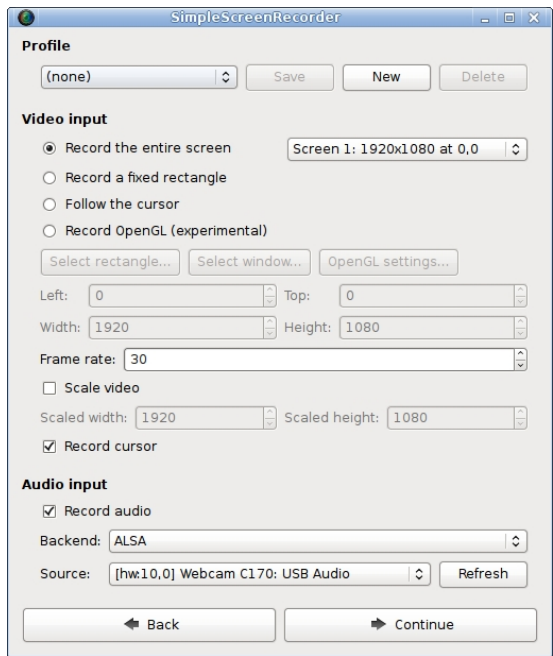 SimpleScreenRecorder
Profile
(none) Save New Delete
Video input
Record the entire screen Screen 1: 1920x1080 at 0,0
Record a fixed rectangle
Follow the cursor
Record OpenGL (experimental)
Select rectangle... Select window... OpenGL settings...
Left: 0 Top: 0
Width: 1920 Height: 1080
Frame rate: 30
Scale video
Scaled width: 1920 Scaled height: 1080
Record cursor
Audio input
Record audio
Backend: ALSA
Source: [hw:10,0] Webcam C170: USB Audio Refresh
Back Continue